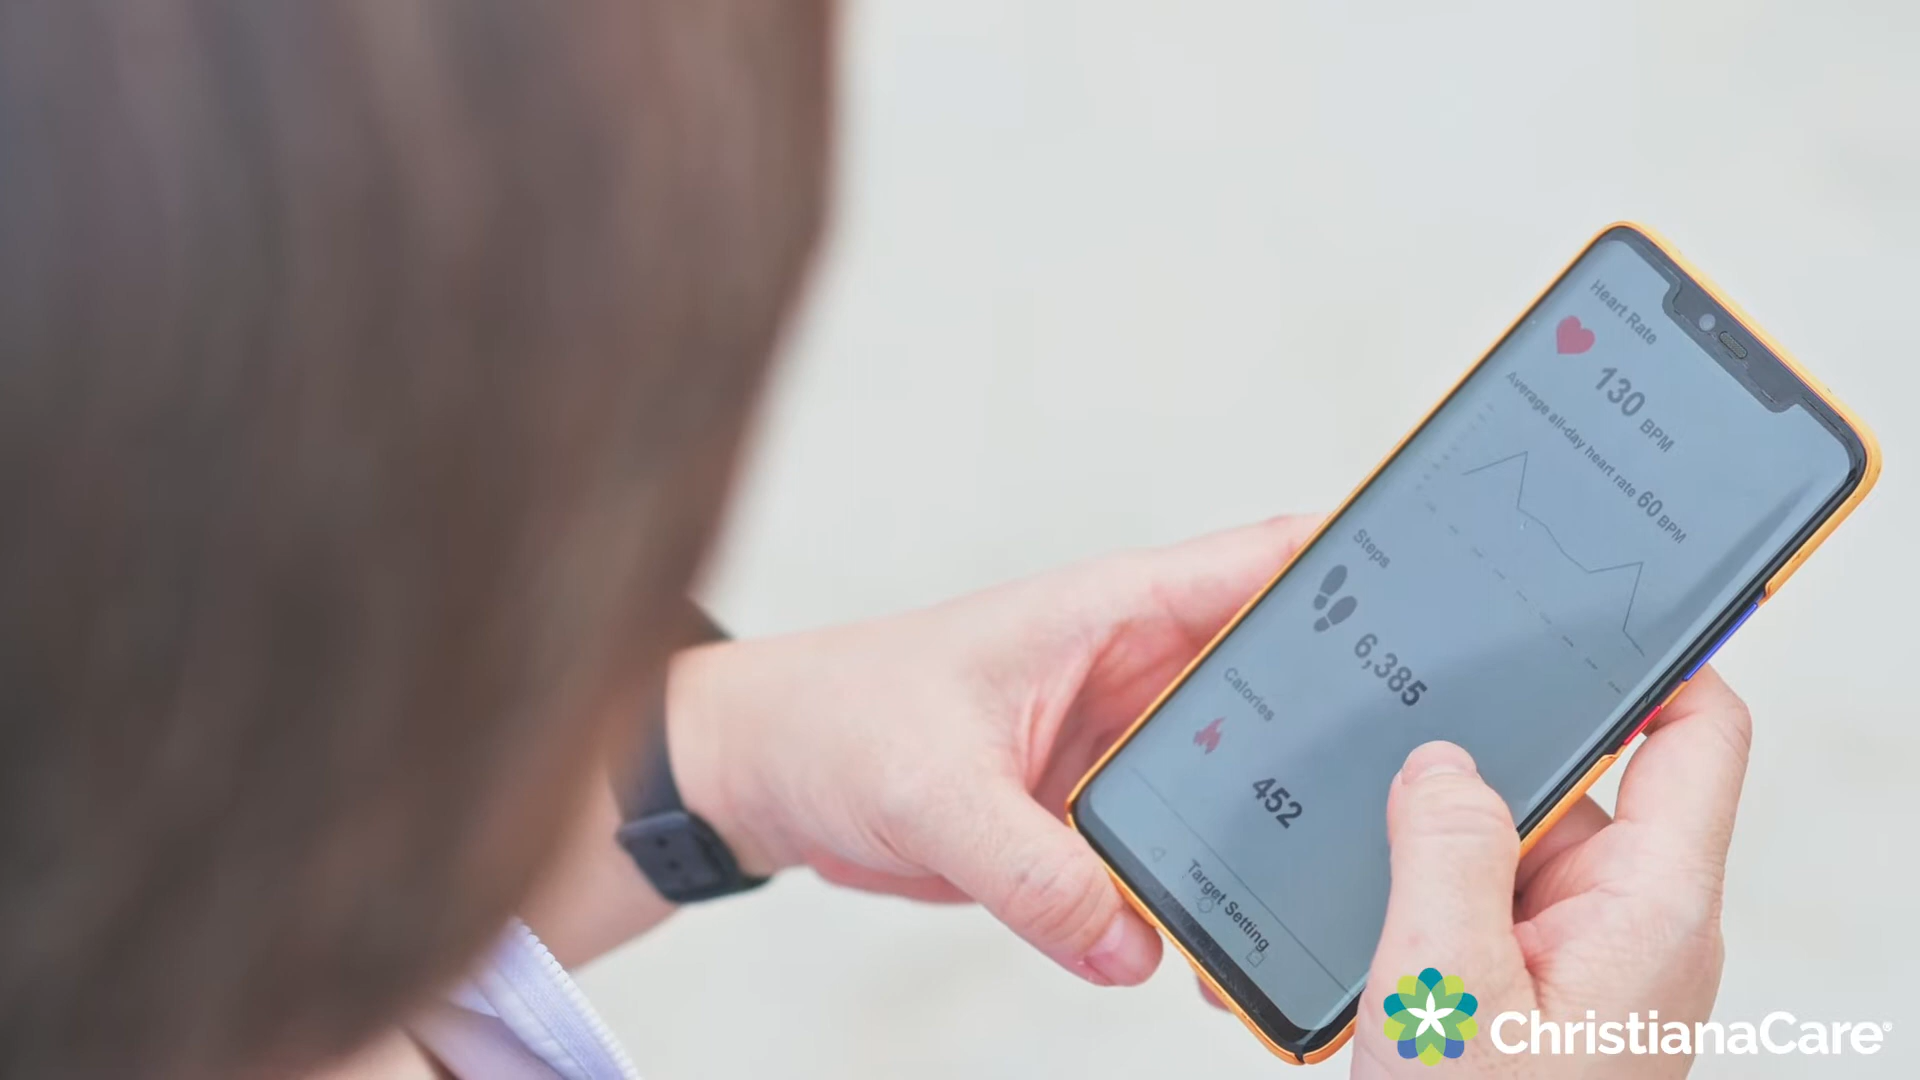 Heart Rate
130 BPM
Average all-day heart rate 60 BPM
Steps
6,385
Calories
452
Target Setting
ChristianaCare®